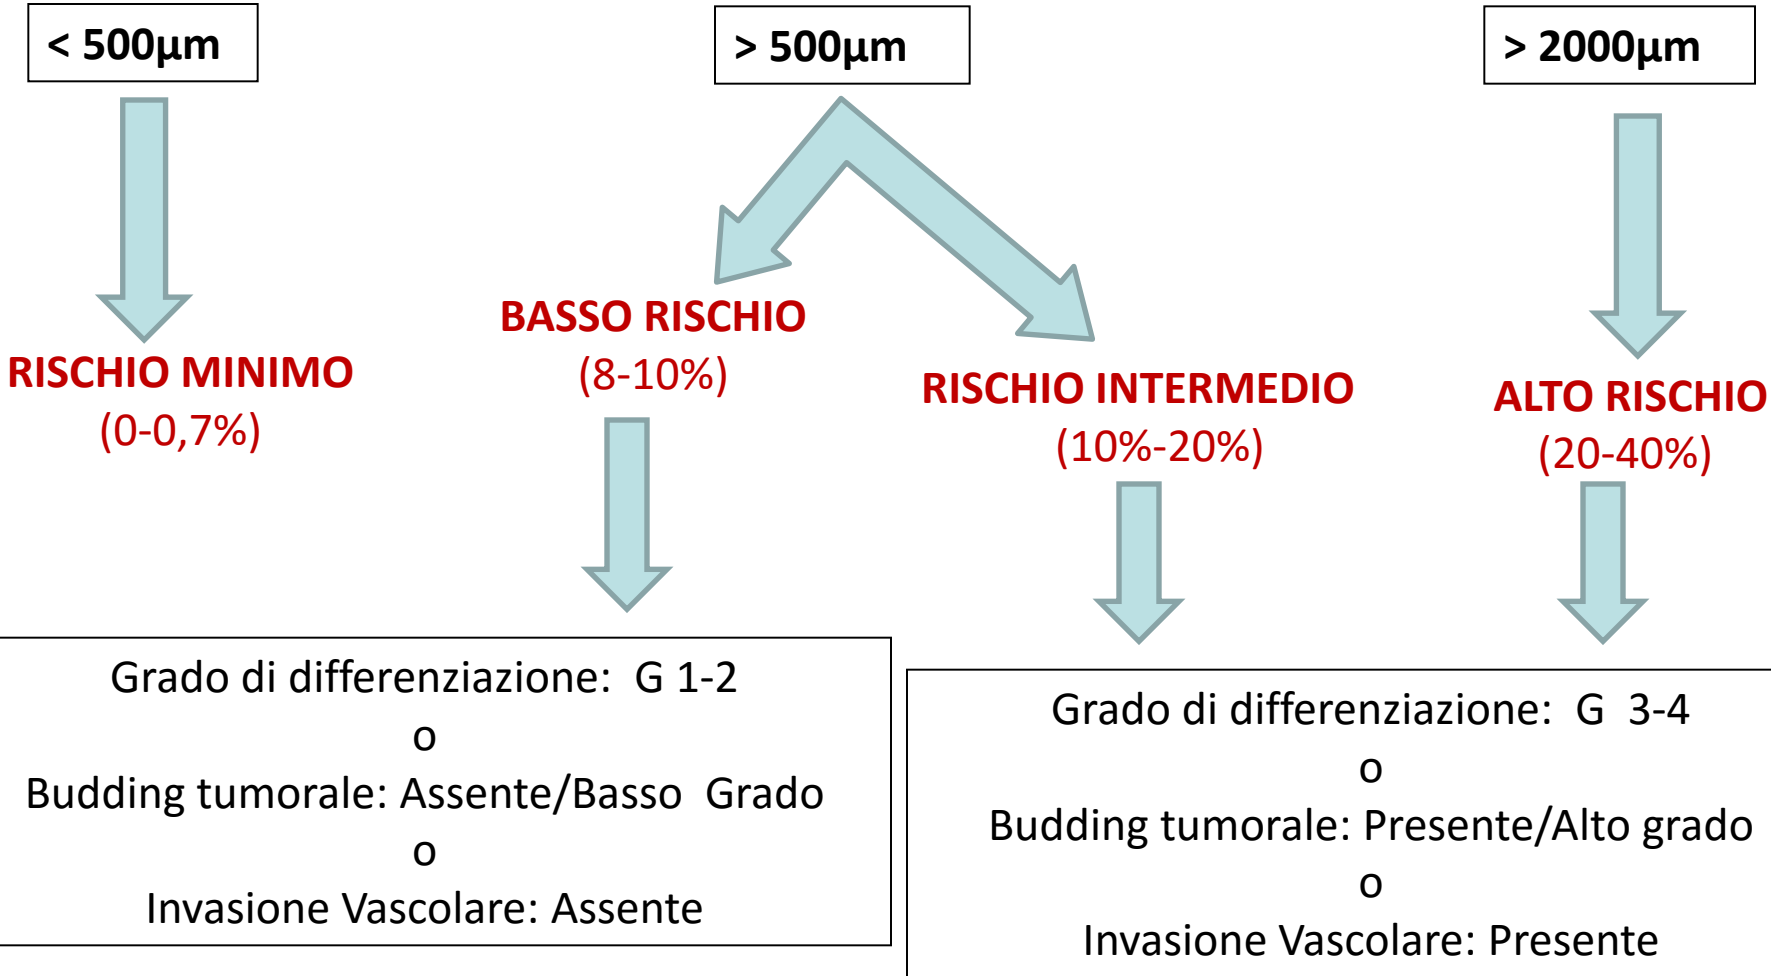 < 500µm
> 500µm
> 2000µm
RISCHIO MINIMO
(0-0,7%)
BASSO RISCHIO
(8-10%)
RISCHIO INTERMEDIO
(10%-20%)
ALTO RISCHIO
(20-40%)
Grado di differenziazione: G 1-2
o
Budding tumorale: Assente/Basso Grado
o
Invasione Vascolare: Assente
Grado di differenziazione: G 3-4
o
Budding tumorale: Presente/Alto grado
o
Invasione Vascolare: Presente